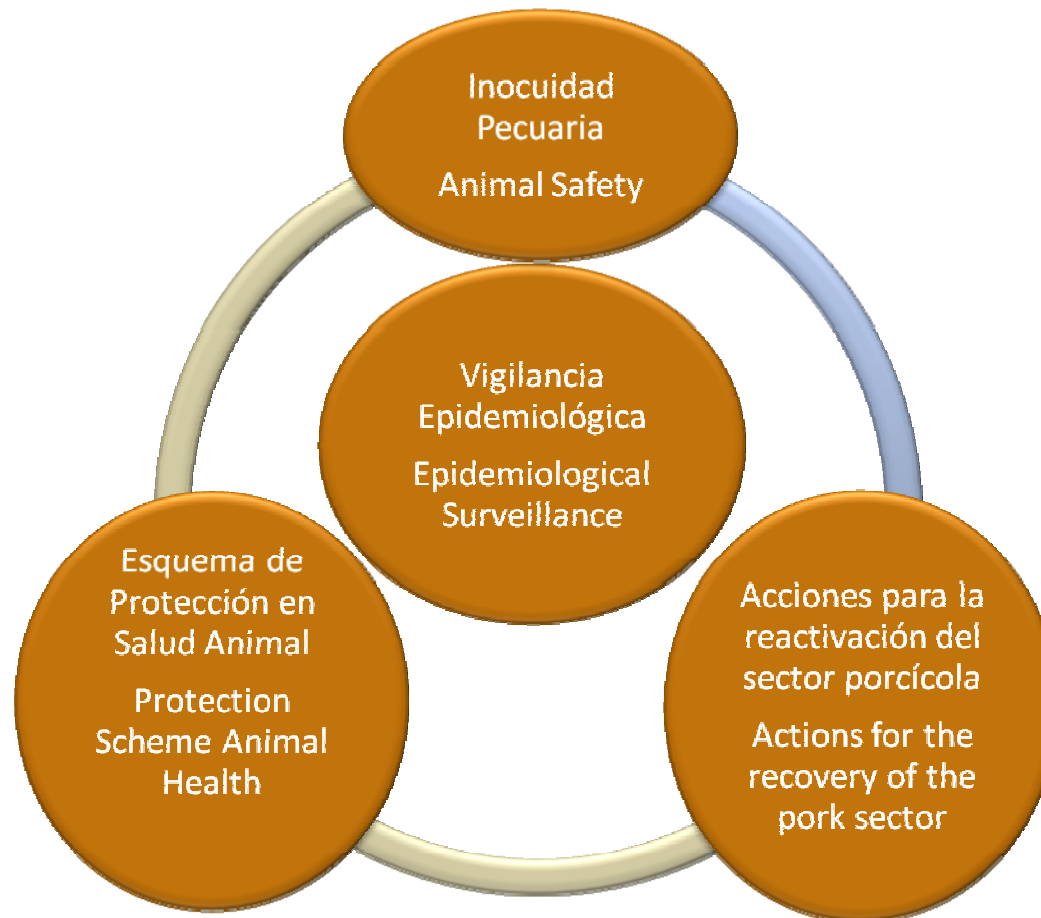 Inocuidad
Pecuaria
Animal Safety
Vigilancia
Epidemiológica
Epidemiological
Surveillance
Esquema de
Protección en
Salud Animal
Protection
Scheme Animal
Health
Acciones para la
reactivación del
sector porcícola
Actions for the
recovery of the
pork sector